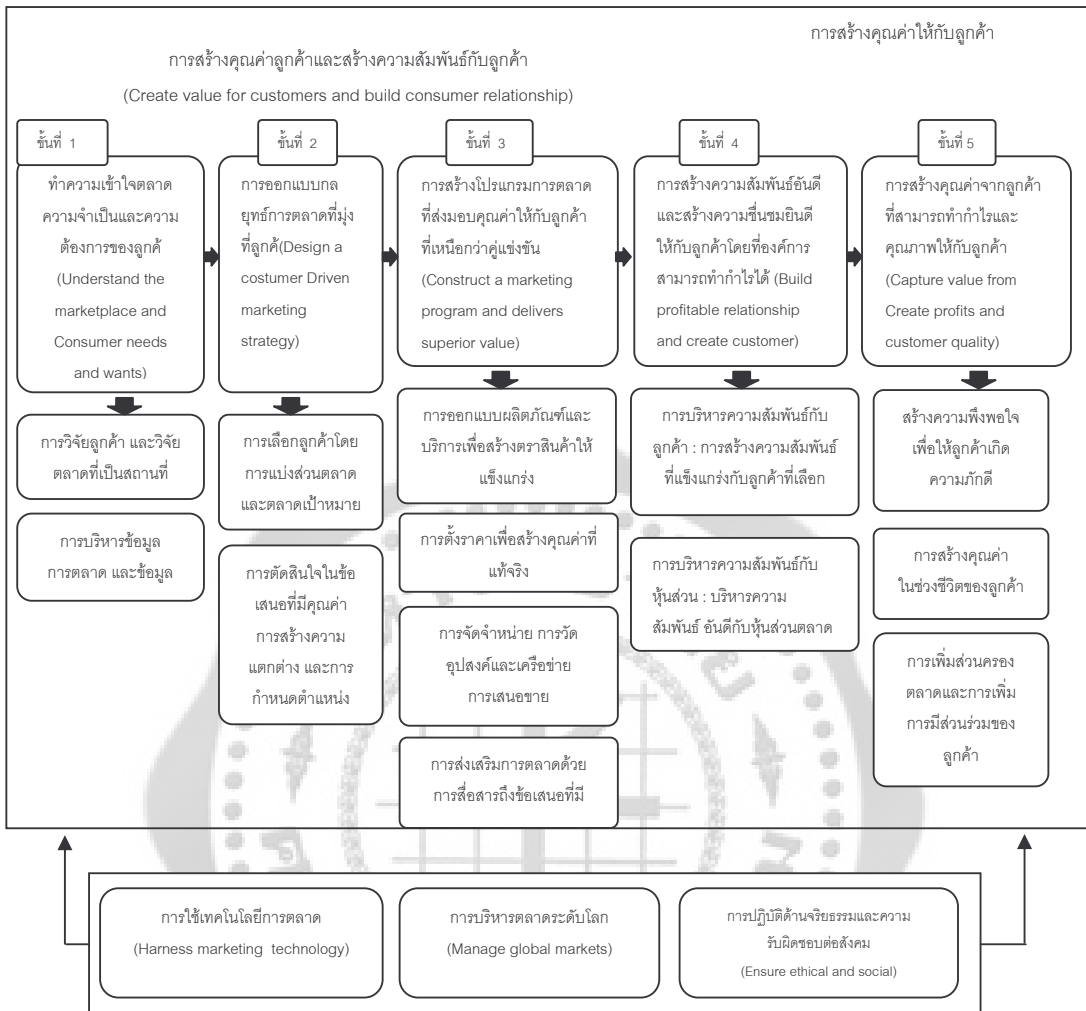 การสร้างคุณค่าให้กับลูกค้า
การสร้างคุณค่าลูกค้าและสร้างความสัมพันธ์กับลูกค้า
(Create value for customers and build consumer relationship)
ขั้นที่ 1
ทำความเข้าใจตลาด
ความจำเป็นและความ
ต้องการของลูกค้
(Understand the
marketplace and
Consumer needs
and wants)
การวิจัยลูกค้า และวิจัย
ตลาดที่เป็นสถานที่
การบริหารข้อมูล
การตลาด และข้อมูล
ขั้นที่ 2
การออกแบบกล
ยุทธ์การตลาดที่มุ่ง
ที่ลูกค้(Design a
costumer Driven
marketing
strategy)
การเลือกลูกค้าโดย
การแบ่งส่วนตลาด
และตลาดเป้าหมาย
การตัดสินใจในข้อ
เสนอที่มีคุณค่า
การสร้างความ
แตกต่าง และการ
กำหนดตำแหน่ง
ขั้นที่ 3
การสร้างโปรแกรมการตลาด
ที่ส่งมอบคุณค่าให้กับลูกค้า
ที่เหนือกว่าคู่แข่งขัน
(Construct a marketing
program and delivers
superior value)
การออกแบบผลิตภัณฑ์และ
บริการเพื่อสร้างตราสินค้าให้
แข็งแกร่ง
การตั้งราคาเพื่อสร้างคุณค่าที่
แท้จริง
การจัดจำหน่าย การวัด
อุปสงค์และเครือข่าย
การเสนอขาย
การส่งเสริมการตลาดด้วย
การสื่อสารถึงข้อเสนอที่มี
ขั้นที่ 4
การสร้างความสัมพันธ์อันดี
และสร้างความชื่นชมยินดี
ให้กับลูกค้าโดยที่องค์การ
สามารถทำกำไรได้ (Build
profitable relationship
and create customer)
การบริหารความสัมพันธ์กับ
ลูกค้า : การสร้างความสัมพันธ์
ที่แข็งแกร่งกับลูกค้าที่เลือก
การบริหารความสัมพันธ์กับ
หุ้นส่วน : บริหารความ
สัมพันธ์ อันดีกับหุ้นส่วนตลาด
ขั้นที่ 5
การสร้างคุณค่าจากลูกค้า
ที่สามารถทำกำไรและ
คุณภาพให้กับลูกค้า
(Capture value from
Create profits and
customer quality)
สร้างความพึงพอใจ
เพื่อให้ลูกค้าเกิด
ความภักดี
การสร้างคุณค่า
ในช่วงชีวิตของลูกค้า
การเพิ่มส่วนครอง
ตลาดและการเพิ่ม
การมีส่วนร่วมของ
ลูกค้า
การใช้เทคโนโลยีการตลาด
(Harness marketing technology)
การบริหารตลาดระดับโลก
(Manage global markets)
การปฏิบัติด้านจริยธรรมและความ
รับผิดชอบต่อสังคม
(Ensure ethical and social)